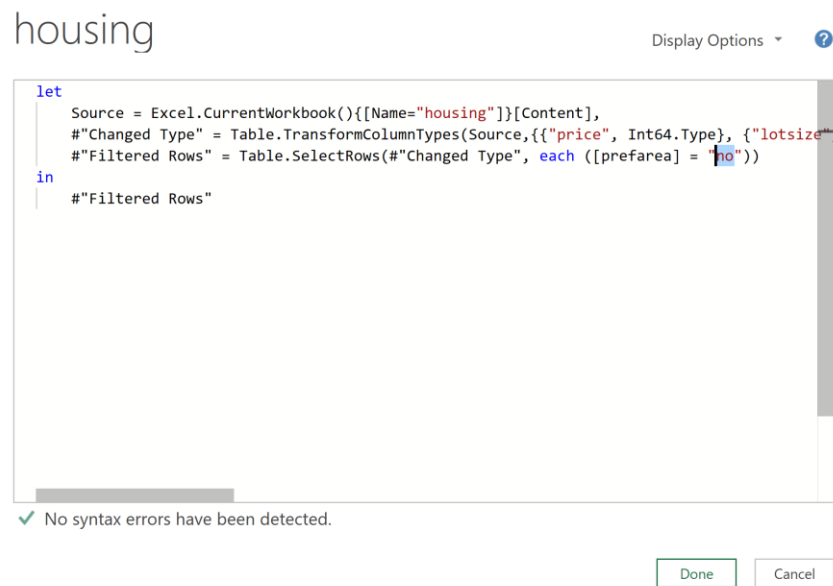 housing
Display Options
?
let
Source = Excel.CurrentWorkbook(){[Name="housing"]}[Content],
#"Changed Type" = Table.TransformColumnTypes(Source,{{"price", Int64.Type}, {"lotsize",
#"Filtered Rows" = Table.SelectRows(#"Changed Type", each ([prefarea] = "no"))
in
#"Filtered Rows"
No syntax errors have been detected.
Done
Cancel